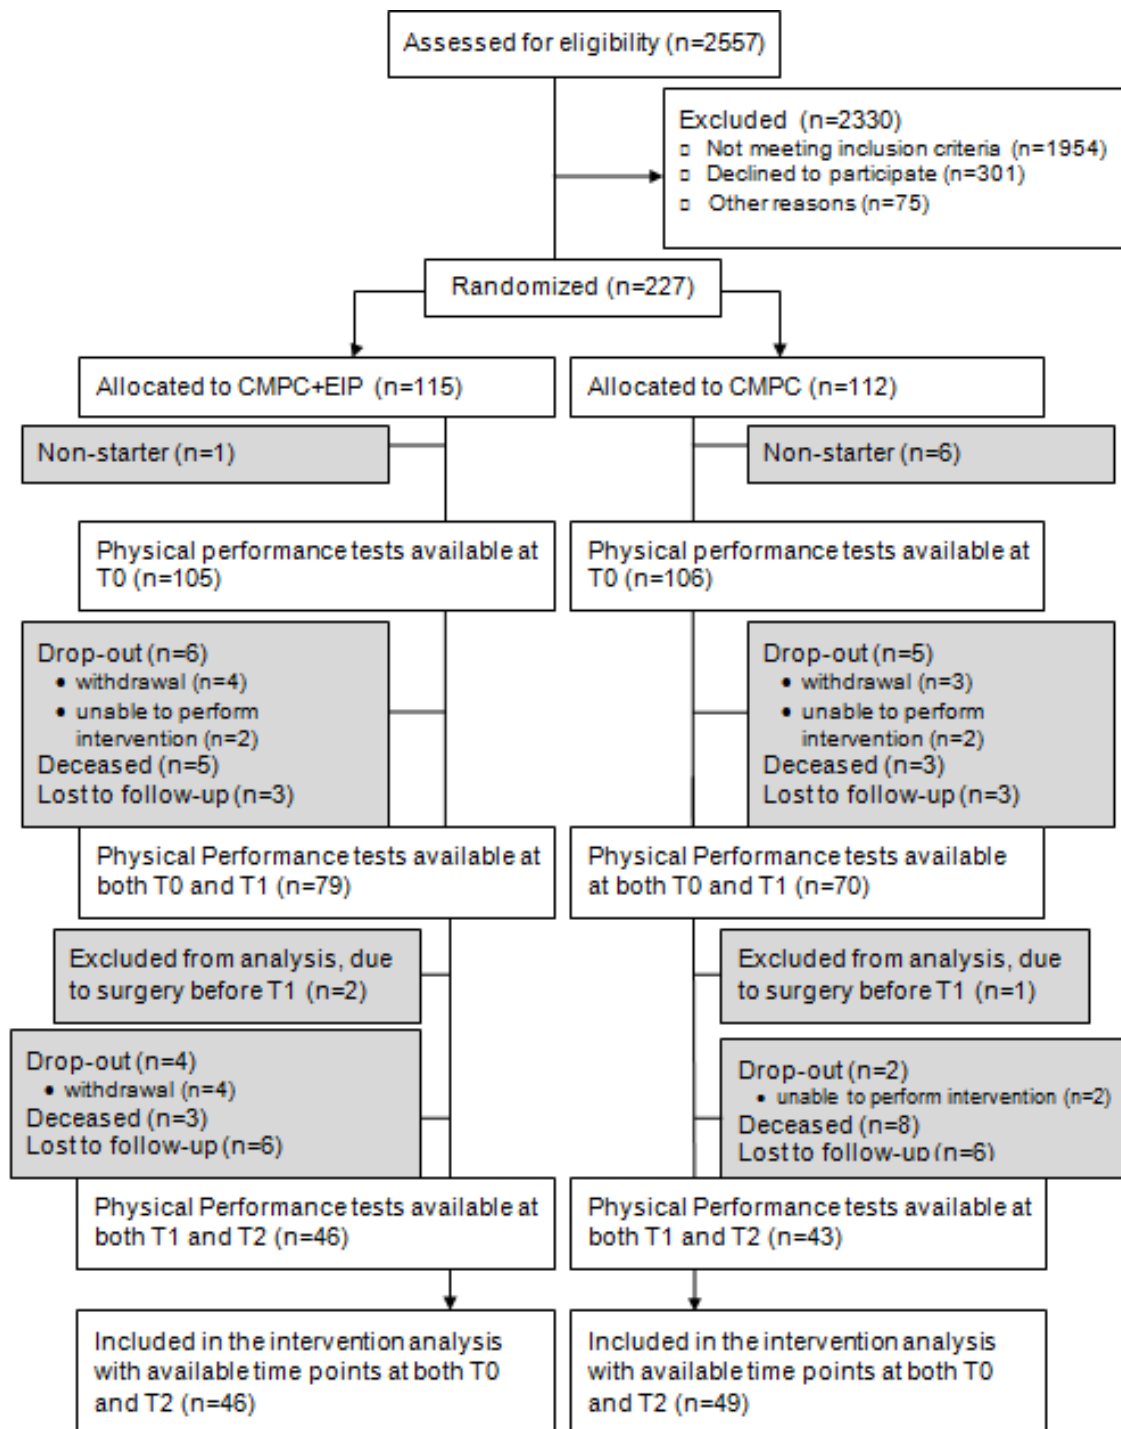 Assessed for eligibility (n=2557)
Excluded (n=2330)
▯ Not meeting inclusion criteria (n=1954)
▯ Declined to participate (n=301)
▯ Other reasons (n=75)
Randomized (n=227)
Allocated to CMPC+EIP (n=115)
Allocated to CMPC (n=112)
Non-starter (n=1)
Non-starter (n=6)
Physical performance tests available at
T0 (n=105)
Physical performance tests available at
T0 (n=106)
Drop-out (n=6)
• withdrawal (n=4)
• unable to perform
intervention (n=2)
Deceased (n=5)
Lost to follow-up (n=3)
Drop-out (n=5)
• withdrawal (n=3)
• unable to perform
intervention (n=2)
Deceased (n=3)
Lost to follow-up (n=3)
Physical Performance tests available at
both T0 and T1 (n=79)
Physical Performance tests available
at both T0 and T1 (n=70)
Excluded from analysis, due
to surgery before T1 (n=2)
Excluded from analysis, due
to surgery before T1 (n=1)
Drop-out (n=4)
• withdrawal (n=4)
Deceased (n=3)
Lost to follow-up (n=6)
Drop-out (n=2)
• unable to perform intervention (n=2)
Deceased (n=8)
Lost to follow-up (n=6)
Physical Performance tests available at
both T1 and T2 (n=46)
Physical Performance tests available at
both T1 and T2 (n=43)
Included in the intervention analysis
with available time points at both T0
and T2 (n=46)
Included in the intervention analysis
with available time points at both T0
and T2 (n=49)